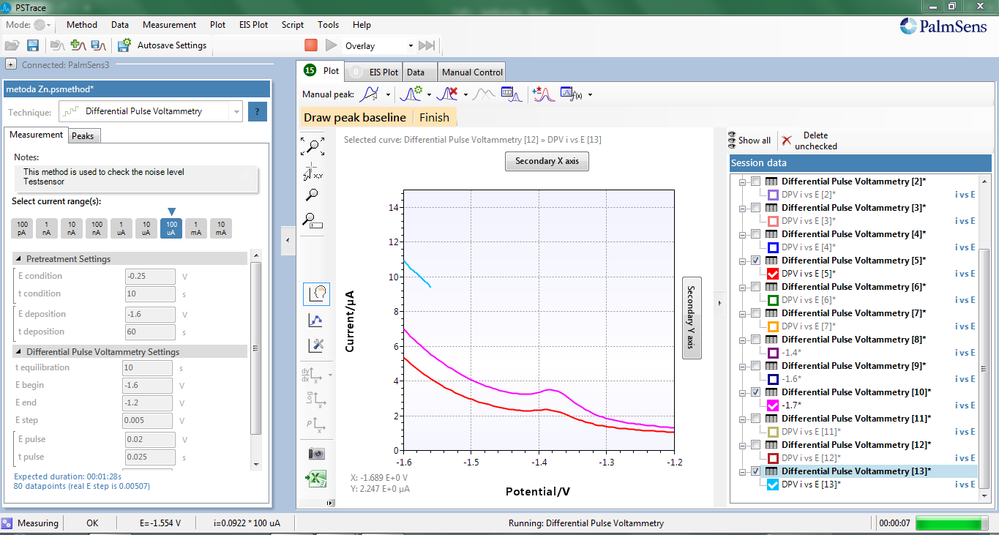 PSTrace
Mode:
Method Data Measurement Plot EIS Plot Script Tools Help
PalmSens
Autosave Settings
Overlay
Connected: PalmSens3
metoda Zn.psmethod*
Technique: Differential Pulse Voltammetry ?
Measurement Peaks
Notes:
This method is used to check the noise level
Testsensor
Select current range(s):
100 pA 1 nA 10 nA 100 nA 1 uA 10 uA 100 uA 1 mA 10 mA
Pretreatment Settings
E condition -0.25 V
t condition 10 s
E deposition -1.6 V
t deposition 60 s
Differential Pulse Voltammetry Settings
t equilibration 10 s
E begin -1.6 V
E end -1.2 V
E step 0.005 V
E pulse 0.02 V
t pulse 0.025 s
Expected duration: 00:01:28s
80 datapoints (real E step is 0.00507)
15 Plot 0 EIS Plot Data Manual Control
Manual peak:
f(x)
Draw peak baseline Finish
Selected curve: Differential Pulse Voltammetry [12] » DPV i vs E [13]
Secondary X axis
x,y
dy/dx x
log x
P x
14
12
10
8
6
4
2
0
Current/µA
Secondary Y axis
-1.6 -1.5 -1.4 -1.3 -1.2
X: -1.689 E+0 V
Y: 2.247 E+0 µA
Potential/V
Show all
Delete
unchecked
Session data
Differential Pulse Voltammetry [2]*
DPV i vs E [2]* i vs E
Differential Pulse Voltammetry [3]*
DPV i vs E [3]* i vs E
Differential Pulse Voltammetry [4]*
DPV i vs E [4]* i vs E
Differential Pulse Voltammetry [5]*
DPV i vs E [5]* i vs E
Differential Pulse Voltammetry [6]*
DPV i vs E [6]* i vs E
Differential Pulse Voltammetry [7]*
DPV i vs E [7]* i vs E
Differential Pulse Voltammetry [8]*
-1.4* i vs E
Differential Pulse Voltammetry [9]*
-1.6* i vs E
Differential Pulse Voltammetry [10]*
-1.7* i vs E
Differential Pulse Voltammetry [11]*
DPV i vs E [11]* i vs E
Differential Pulse Voltammetry [12]*
DPV i vs E [12]* i vs E
Differential Pulse Voltammetry [13]*
DPV i vs E [13]* i vs E
Measuring OK E=-1.554 V i=0.0922 * 100 uA Running: Differential Pulse Voltammetry 00:00:07